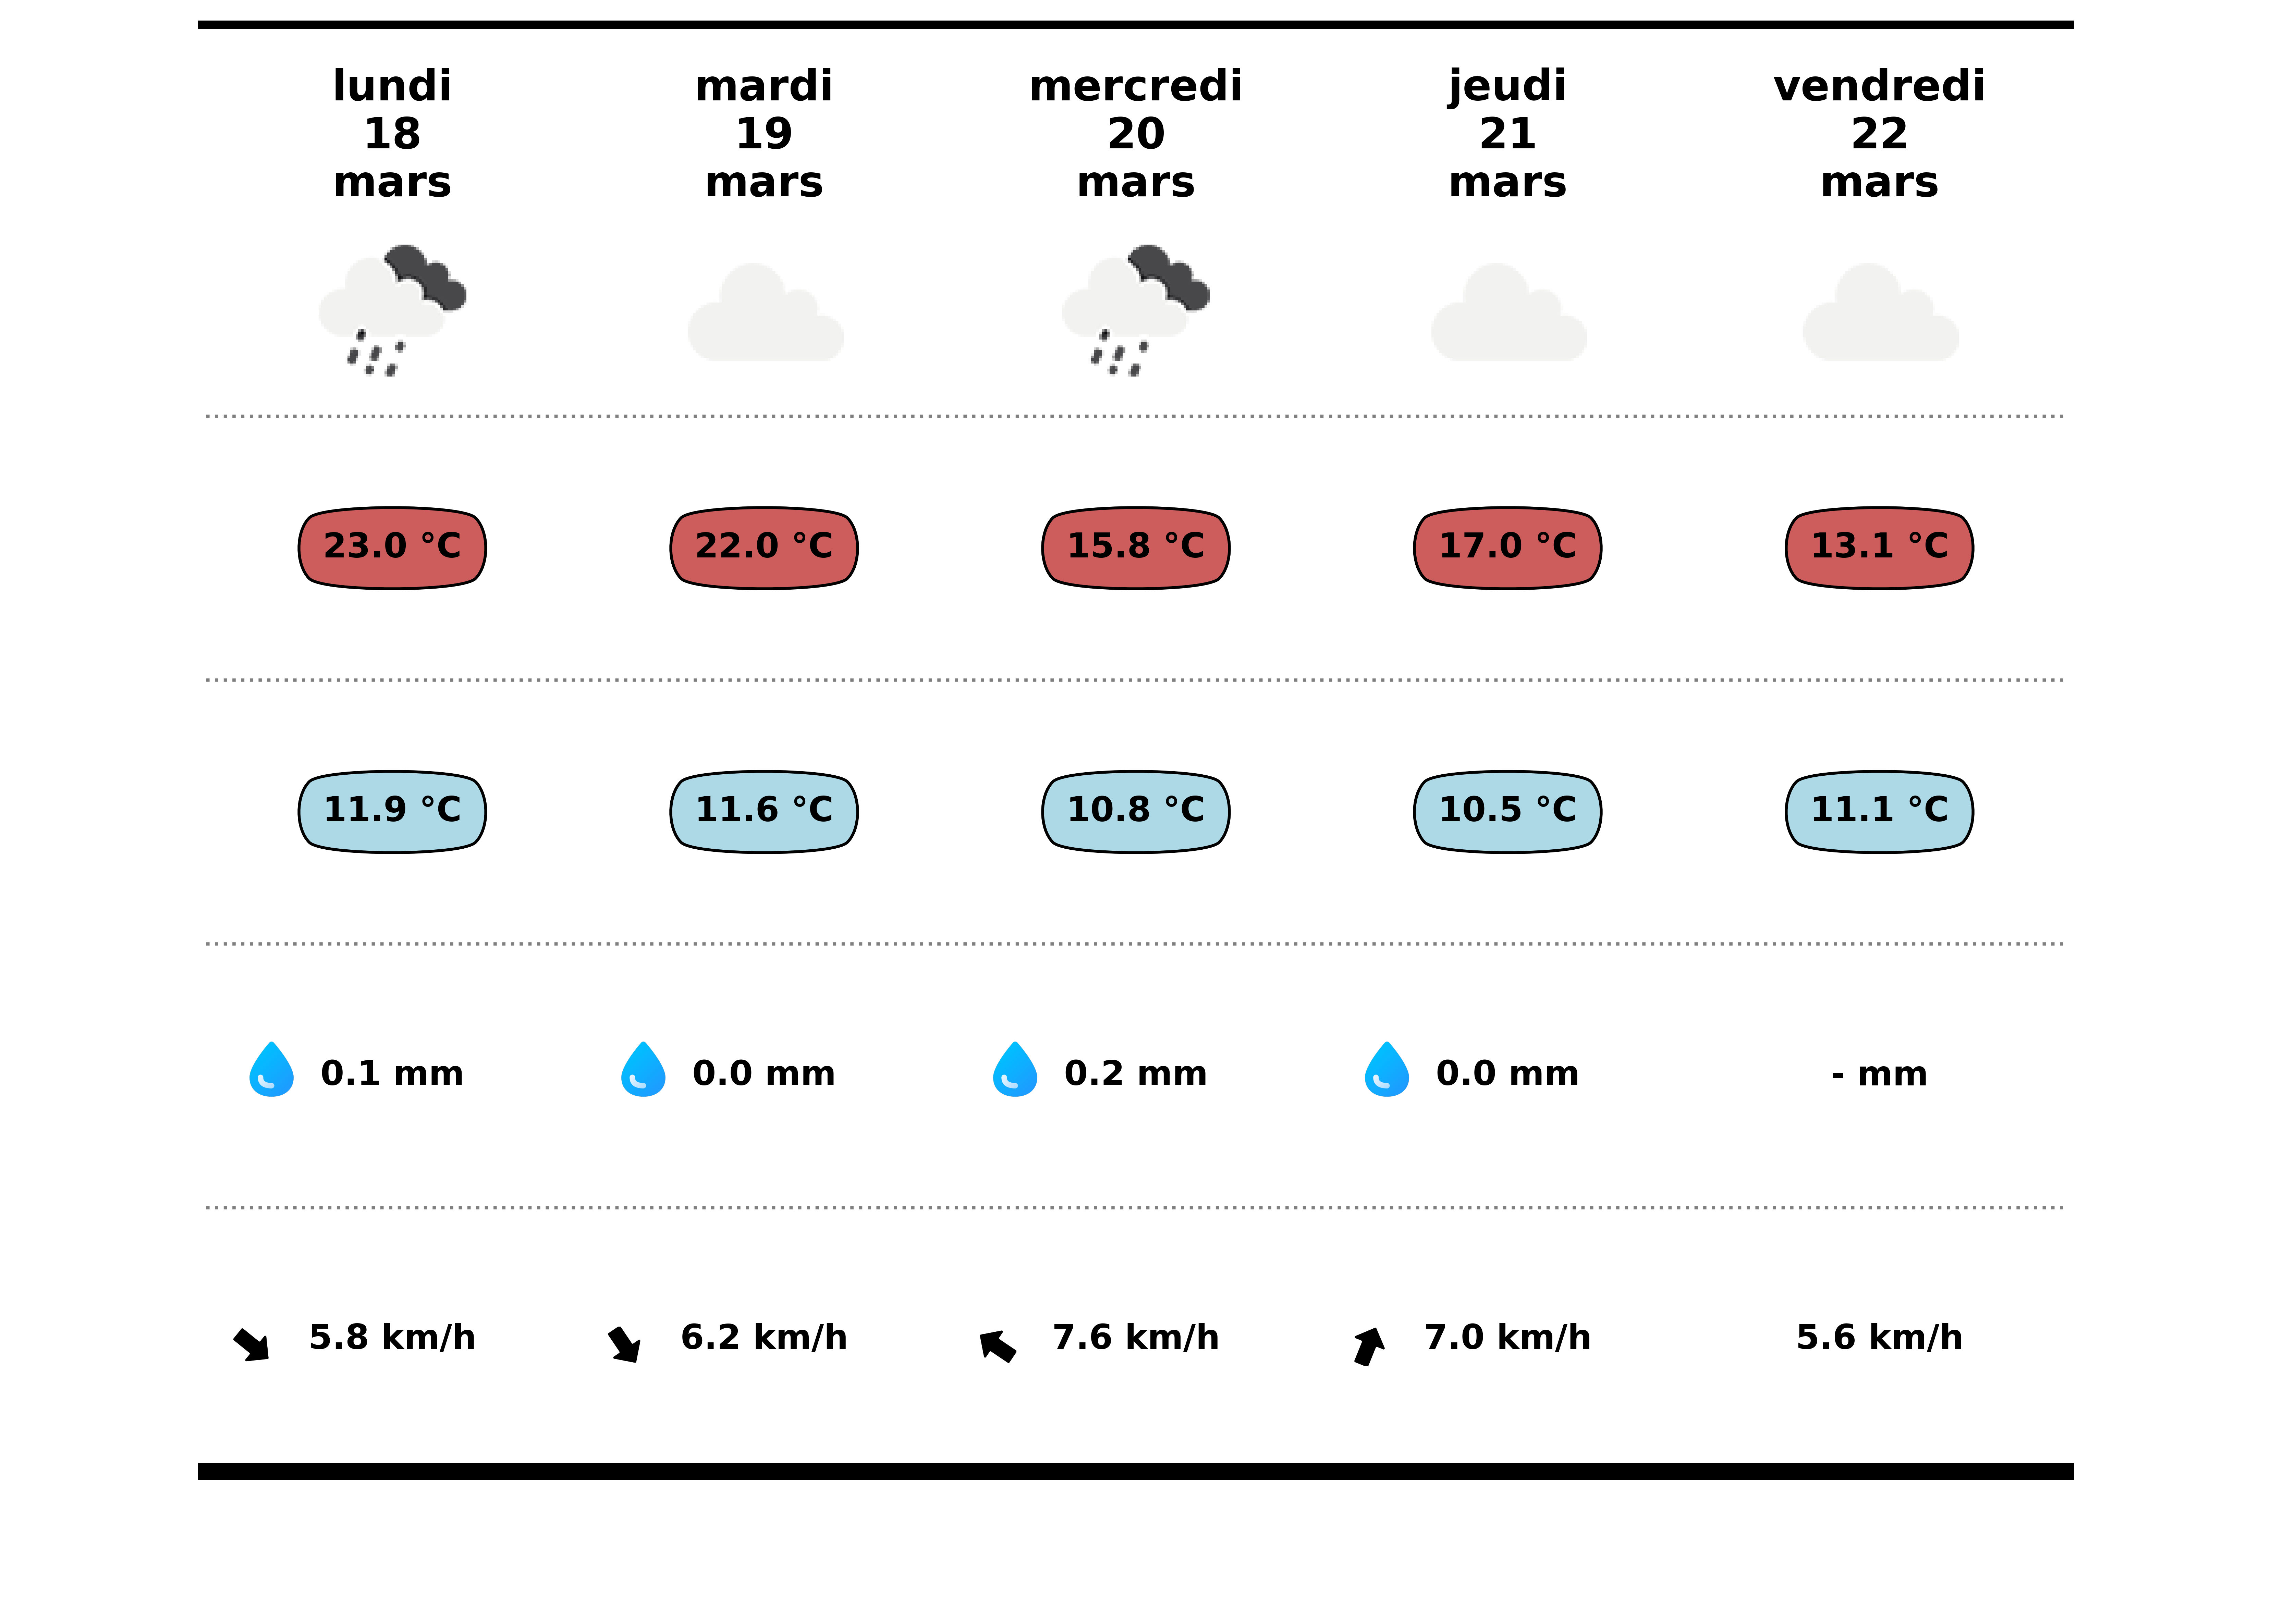 lundi
18
mars
mardi
19
mars
mercredi
20
mars
jeudi
21
mars
vendredi
22
mars
23.0 °C
22.0 °C
15.8 °C
17.0 °C
13.1 °C
11.9 °C
11.6 °C
10.8 °C
10.5 °C
11.1 °C
0.1 mm
0.0 mm
0.2 mm
0.0 mm
- mm
5.8 km/h
6.2 km/h
7.6 km/h
7.0 km/h
5.6 km/h